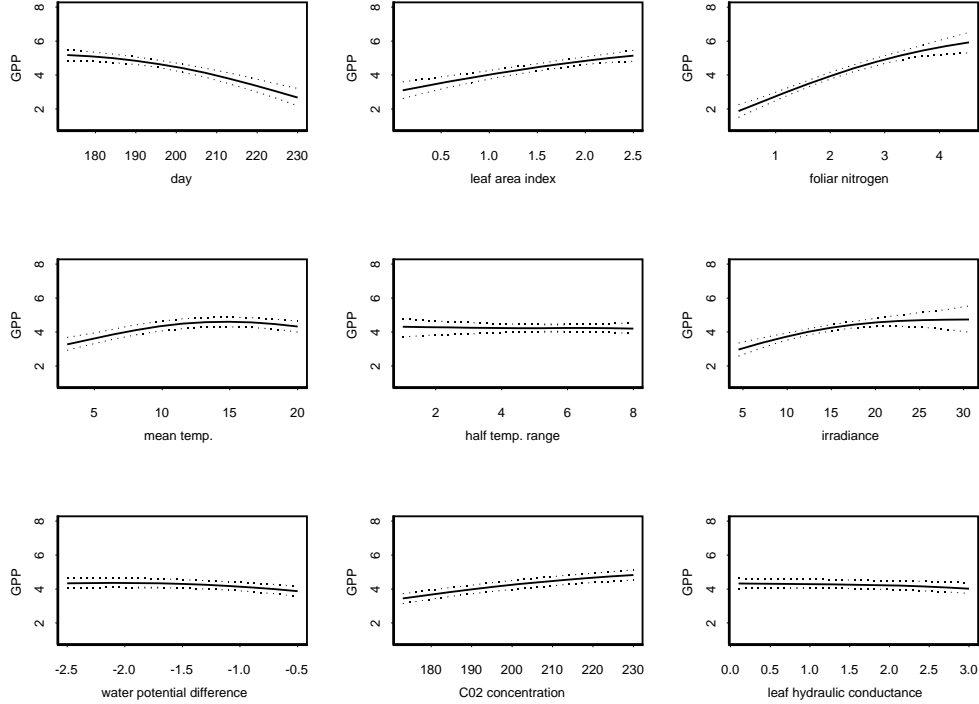 GPP
8
6
4
2
180 190 200 210 220 230
day
GPP
8
6
4
2
0.5 1.0 1.5 2.0 2.5
leaf area index
GPP
8
6
4
2
1 2 3 4
foliar nitrogen
GPP
8
6
4
2
5 10 15 20
mean temp.
GPP
8
6
4
2
2 4 6 8
half temp. range
GPP
8
6
4
2
5 10 15 20 25 30
irradiance
GPP
8
6
4
2
-2.5 -2.0 -1.5 -1.0 -0.5
water potential difference
GPP
8
6
4
2
180 190 200 210 220 230
C02 concentration
GPP
8
6
4
2
0.0 0.5 1.0 1.5 2.0 2.5 3.0
leaf hydraulic conductance